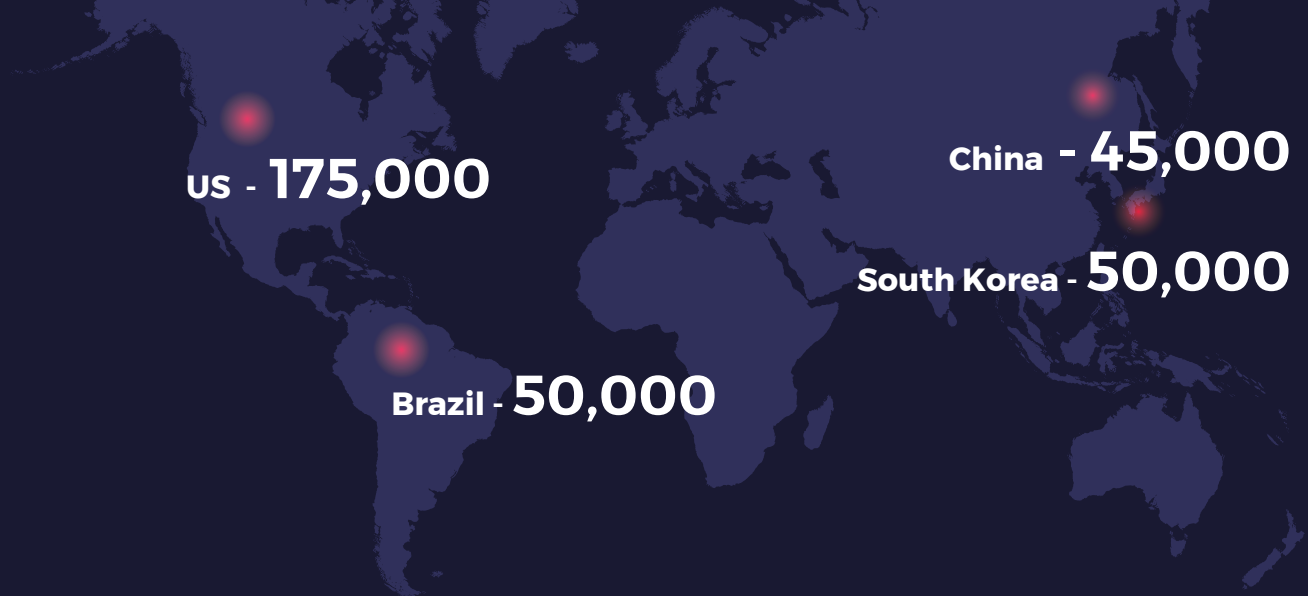 US - 175,000
China - 45,000
South Korea - 50,000
Brazil - 50,000